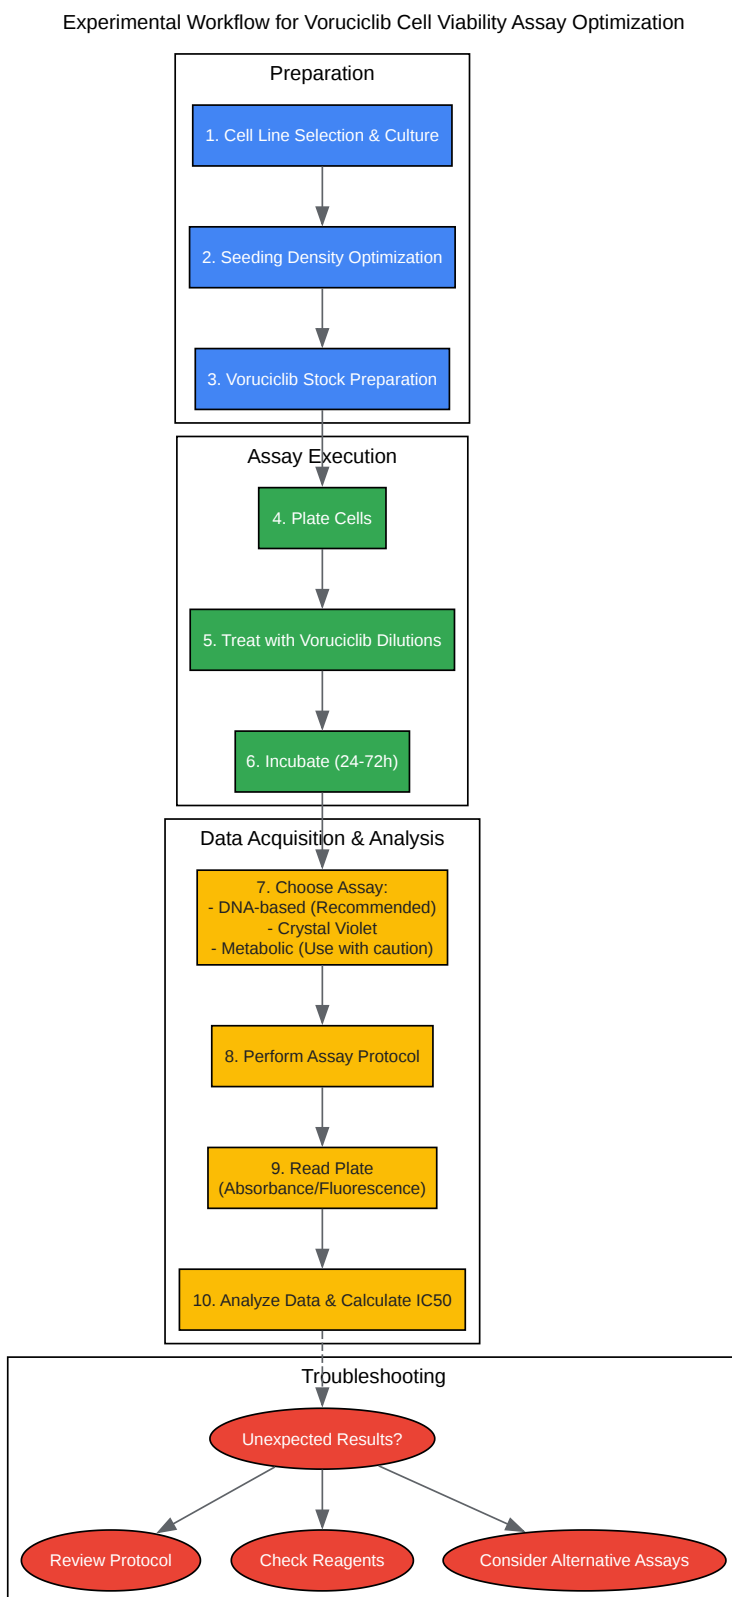 Experimental Workflow for Voruciclib Cell Viability Assay Optimization
Preparation
1. Cell Line Selection & Culture
2. Seeding Density Optimization
3. Voruciclib Stock Preparation
Assay Execution
4. Plate Cells
5. Treat with Voruciclib Dilutions
6. Incubate (24-72h)
Data Acquisition & Analysis
7. Choose Assay:
- DNA-based (Recommended)
- Crystal Violet
- Metabolic (Use with caution)
8. Perform Assay Protocol
9. Read Plate
(Absorbance/Fluorescence)
10. Analyze Data & Calculate IC50
Troubleshooting
Unexpected Results?
Review Protocol
Check Reagents
Consider Alternative Assays